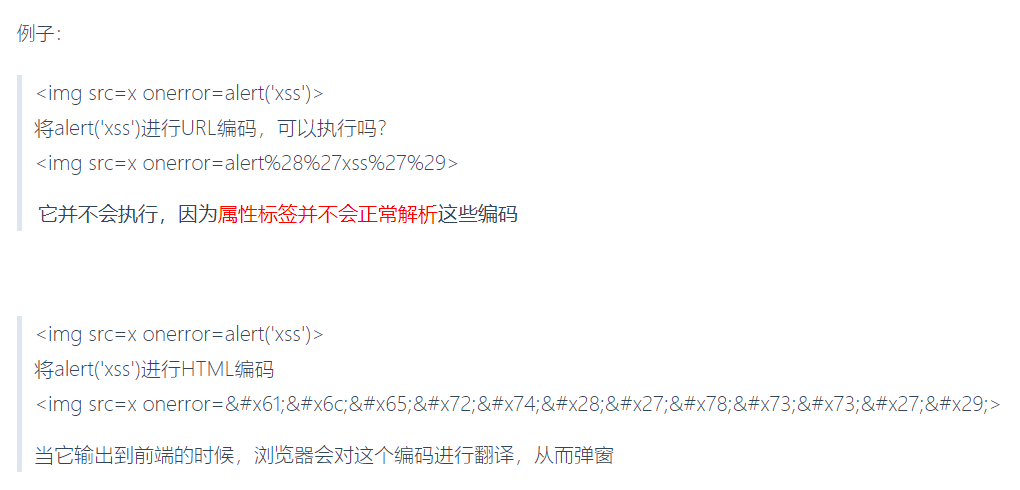 例子：
<img src=x onerror=alert('xss')>
将alert('xss')进行URL编码，可以执行吗？
<img src=x onerror=alert%28%27xss%27%29>
它并不会执行，因为属性标签并不会正常解析这些编码
<img src=x onerror=alert('xss')>
将alert('xss')进行HTML编码
<img src=x onerror=&#x61;&#x6c;&#x65;&#x72;&#x74;&#x28;&#x27;&#x78;&#x73;&#x73;&#x27;&#x29;>
当它输出到前端的时候，浏览器会对这个编码进行翻译，从而弹窗